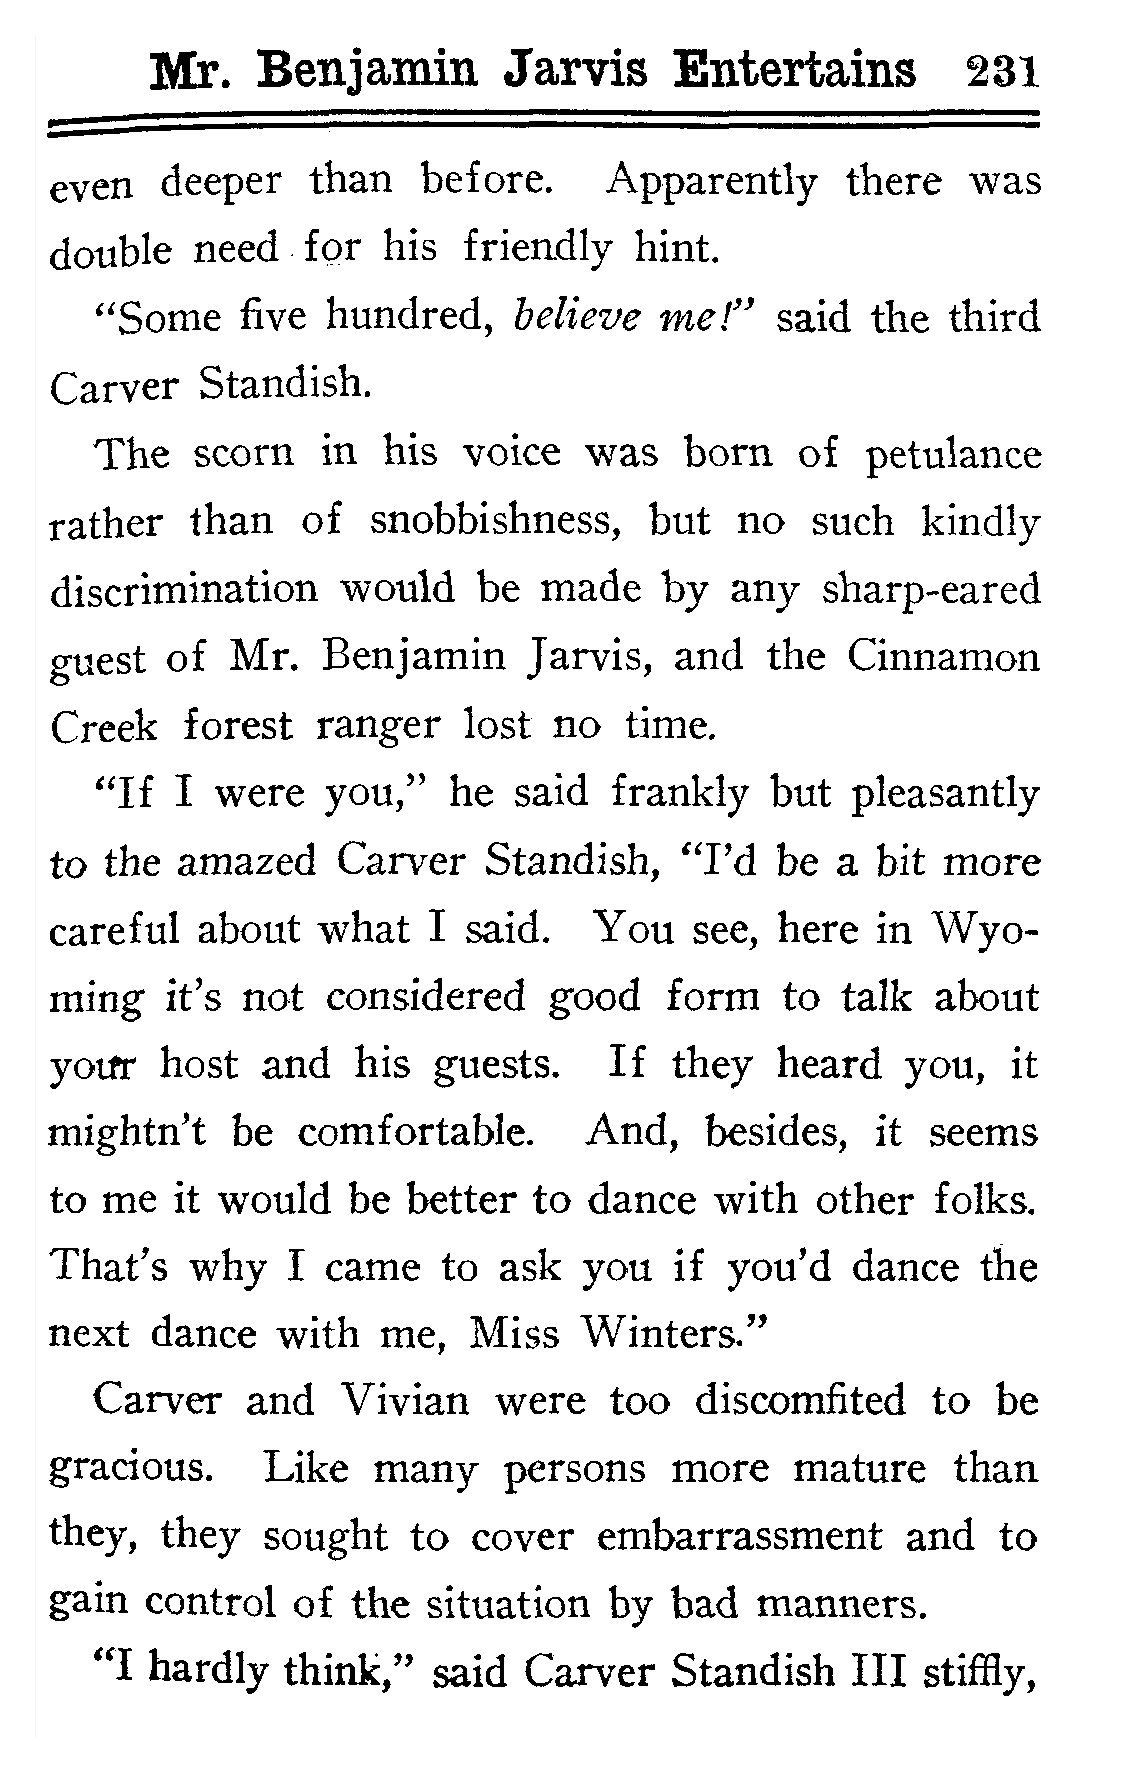 Mr. Benjamin Jarvis Entertains 231
even deeper than before. Apparently there was
double need for his friendly hint.
“Some five hundred, believe me!” said the third
Carver Standish.
The scorn in his voice was born of petulance
rather than of snobbishness, but no such kindly
discrimination would be made by any sharp-eared
guest of Mr. Benjamin Jarvis, and the Cinnamon
Creek forest ranger lost no time.
“If I were you,” he said frankly but pleasantly
to the amazed Carver Standish, “I’d be a bit more
careful about what I said. You see, here in Wyo-
ming it’s not considered good form to talk about
your host and his guests. If they heard you, it
mightn’t be comfortable. And, besides, it seems
to me it would be better to dance with other folks.
That’s why I came to ask you if you’d dance the
next dance with me, Miss Winters.”
Carver and Vivian were too discomfited to be
gracious. Like many persons more mature than
they, they sought to cover embarrassment and to
gain control of the situation by bad manners.
“I hardly think,” said Carver Standish III stiffly,